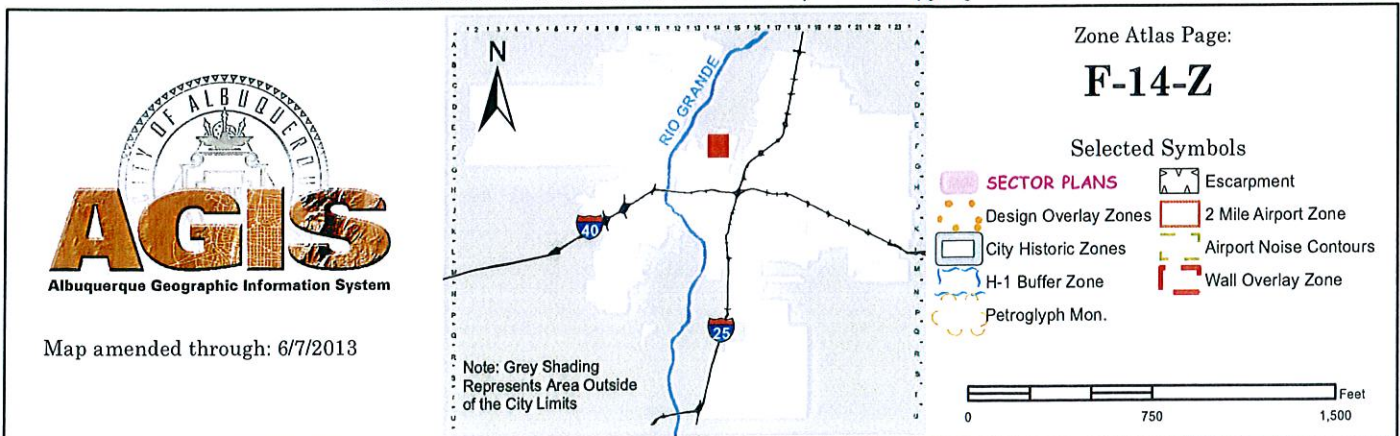 CITY OF ALBUQUERQUE
AGIS
Albuquerque Geographic Information System
Map amended through: 6/7/2013
N
RIO GRANDE
40
25
Note: Grey Shading
Represents Area Outside
of the City Limits
Zone Atlas Page:
F-14-Z
Selected Symbols
SECTOR PLANS
Design Overlay Zones
City Historic Zones
H-1 Buffer Zone
Petroglyph Mon.
Escarpment
2 Mile Airport Zone
Airport Noise Contours
Wall Overlay Zone
Feet
0 750 1,500